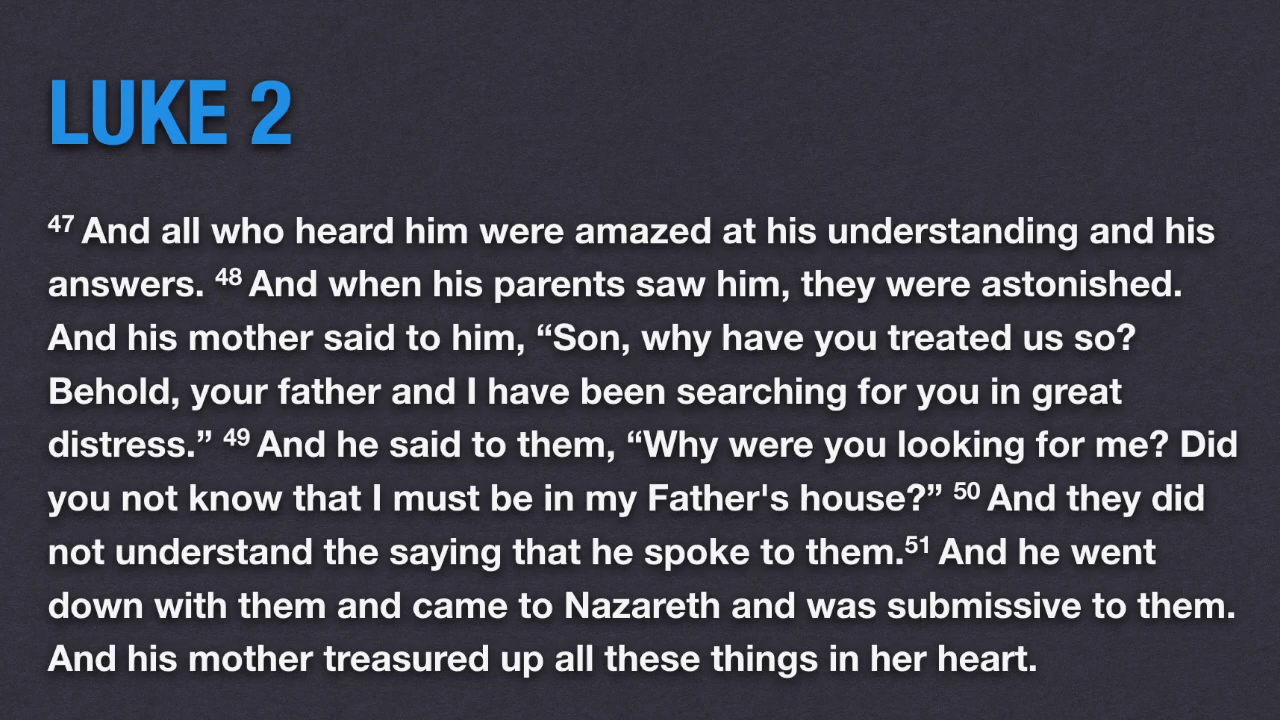 LUKE 2
47 And all who heard him were amazed at his understanding and his
answers. 48 And when his parents saw him, they were astonished.
And his mother said to him, “Son, why have you treated us so?
Behold, your father and I have been searching for you in great
distress.” 49 And he said to them, “Why were you looking for me? Did
you not know that I must be in my Father's house?” 50 And they did
not understand the saying that he spoke to them.51 And he went
down with them and came to Nazareth and was submissive to them.
And his mother treasured up all these things in her heart.